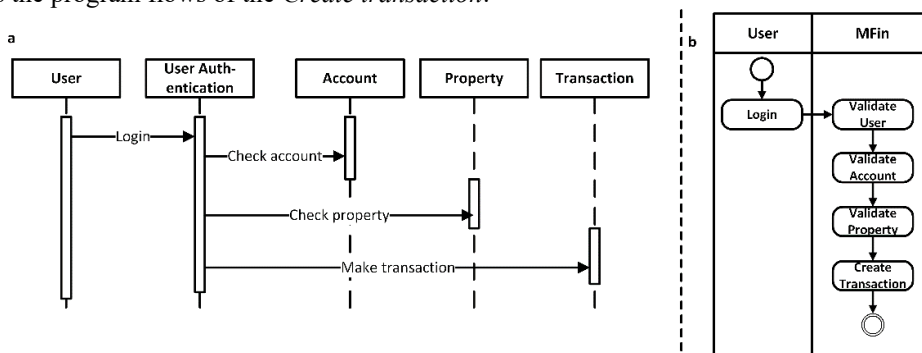 the program flows of the Create transaction.
a
User
User Auth-
entication
Account
Property
Transaction
Login
Check account
Check property
Make transaction
b
User
MFin
Login
Validate
User
Validate
Account
Validate
Property
Create
Transaction